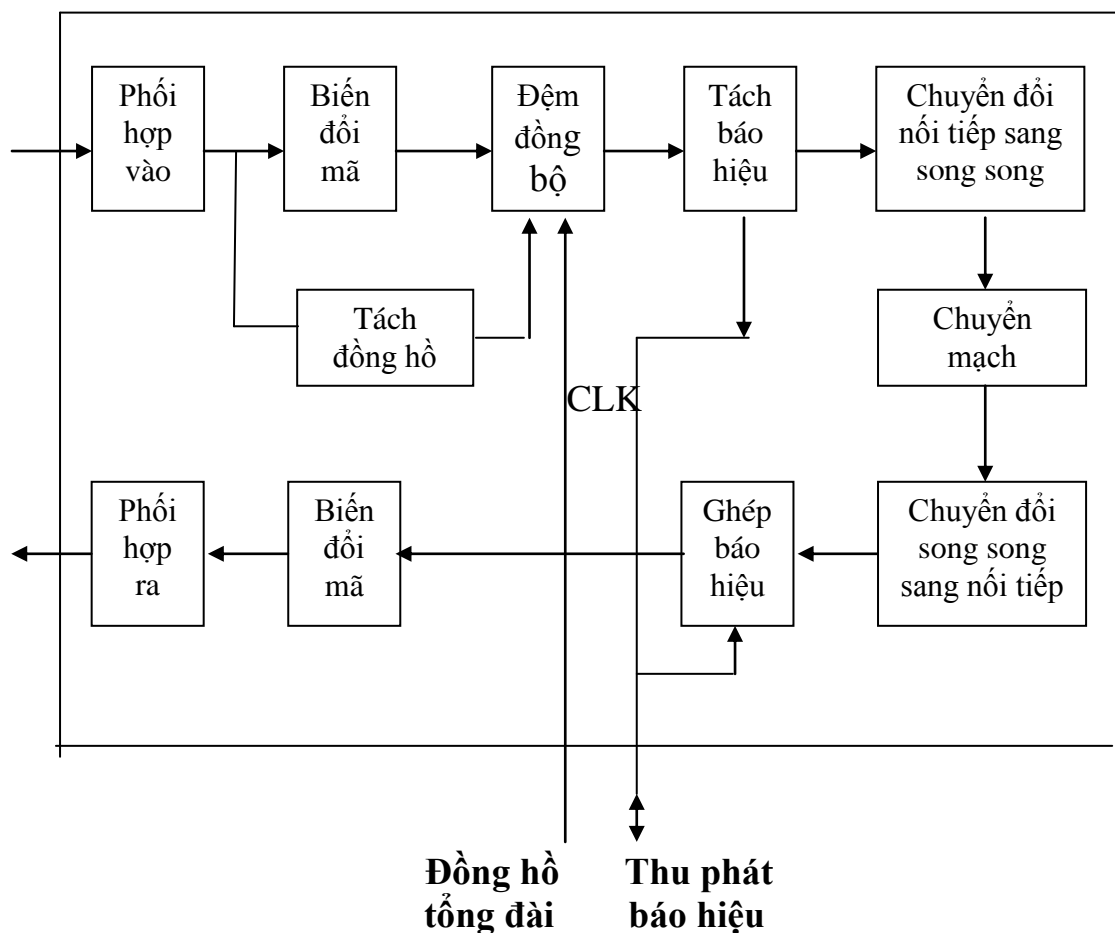 Phối
hợp
vào
Biến
đổi
mã
Đệm
đồng
bộ
Tách
báo
hiệu
Chuyển đổi
nối tiếp sang
song song
Tách
đồng hồ
Chuyển
mạch
CLK
Phối
hợp
ra
Biến
đổi
mã
Ghép
báo
hiệu
Chuyển đổi
song song
sang nối tiếp
Đồng hồ
tổng đài
Thu phát
báo hiệu